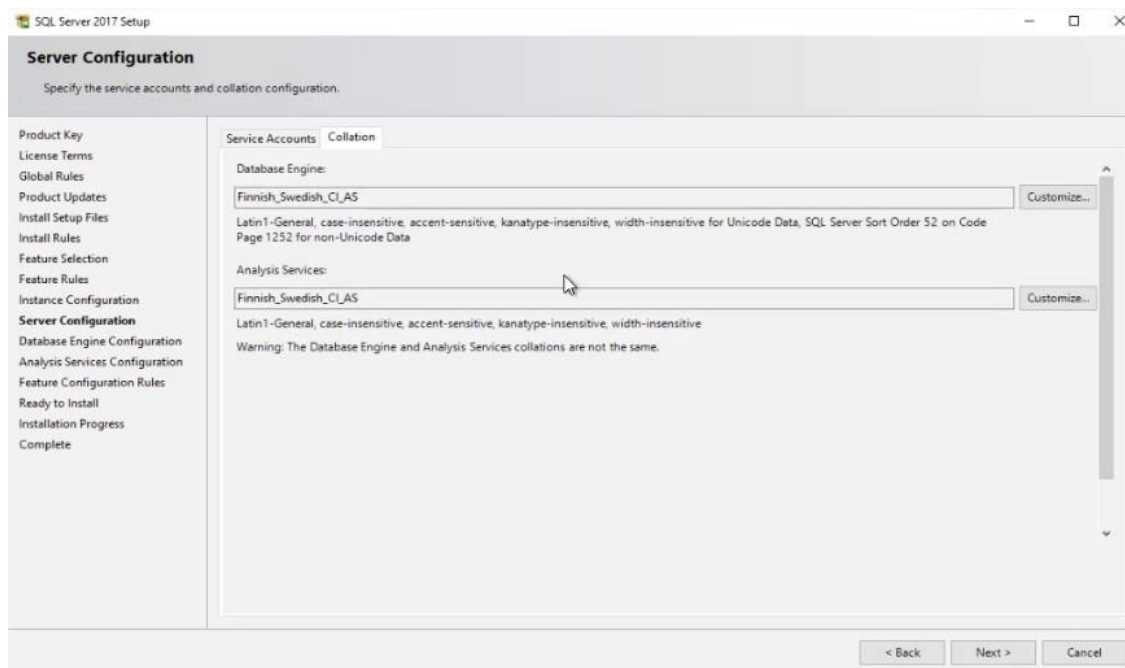 SQL Server 2017 Setup
Server Configuration
Specify the service accounts and collation configuration.
Product Key
License Terms
Global Rules
Product Updates
Install Setup Files
Install Rules
Feature Selection
Feature Rules
Instance Configuration
Server Configuration
Database Engine Configuration
Analysis Services Configuration
Feature Configuration Rules
Ready to Install
Installation Progress
Complete
Service Accounts Collation
Database Engine:
Finnish_Swedish_CI_AS Customize...
Latin1-General, case-insensitive, accent-sensitive, kanatype-insensitive, width-insensitive for Unicode Data, SQL Server Sort Order 52 on Code
Page 1252 for non-Unicode Data
Analysis Services:
Finnish_Swedish_CI_AS Customize...
Latin1-General, case-insensitive, accent-sensitive, kanatype-insensitive, width-insensitive
Warning: The Database Engine and Analysis Services collations are not the same.
< Back Next > Cancel